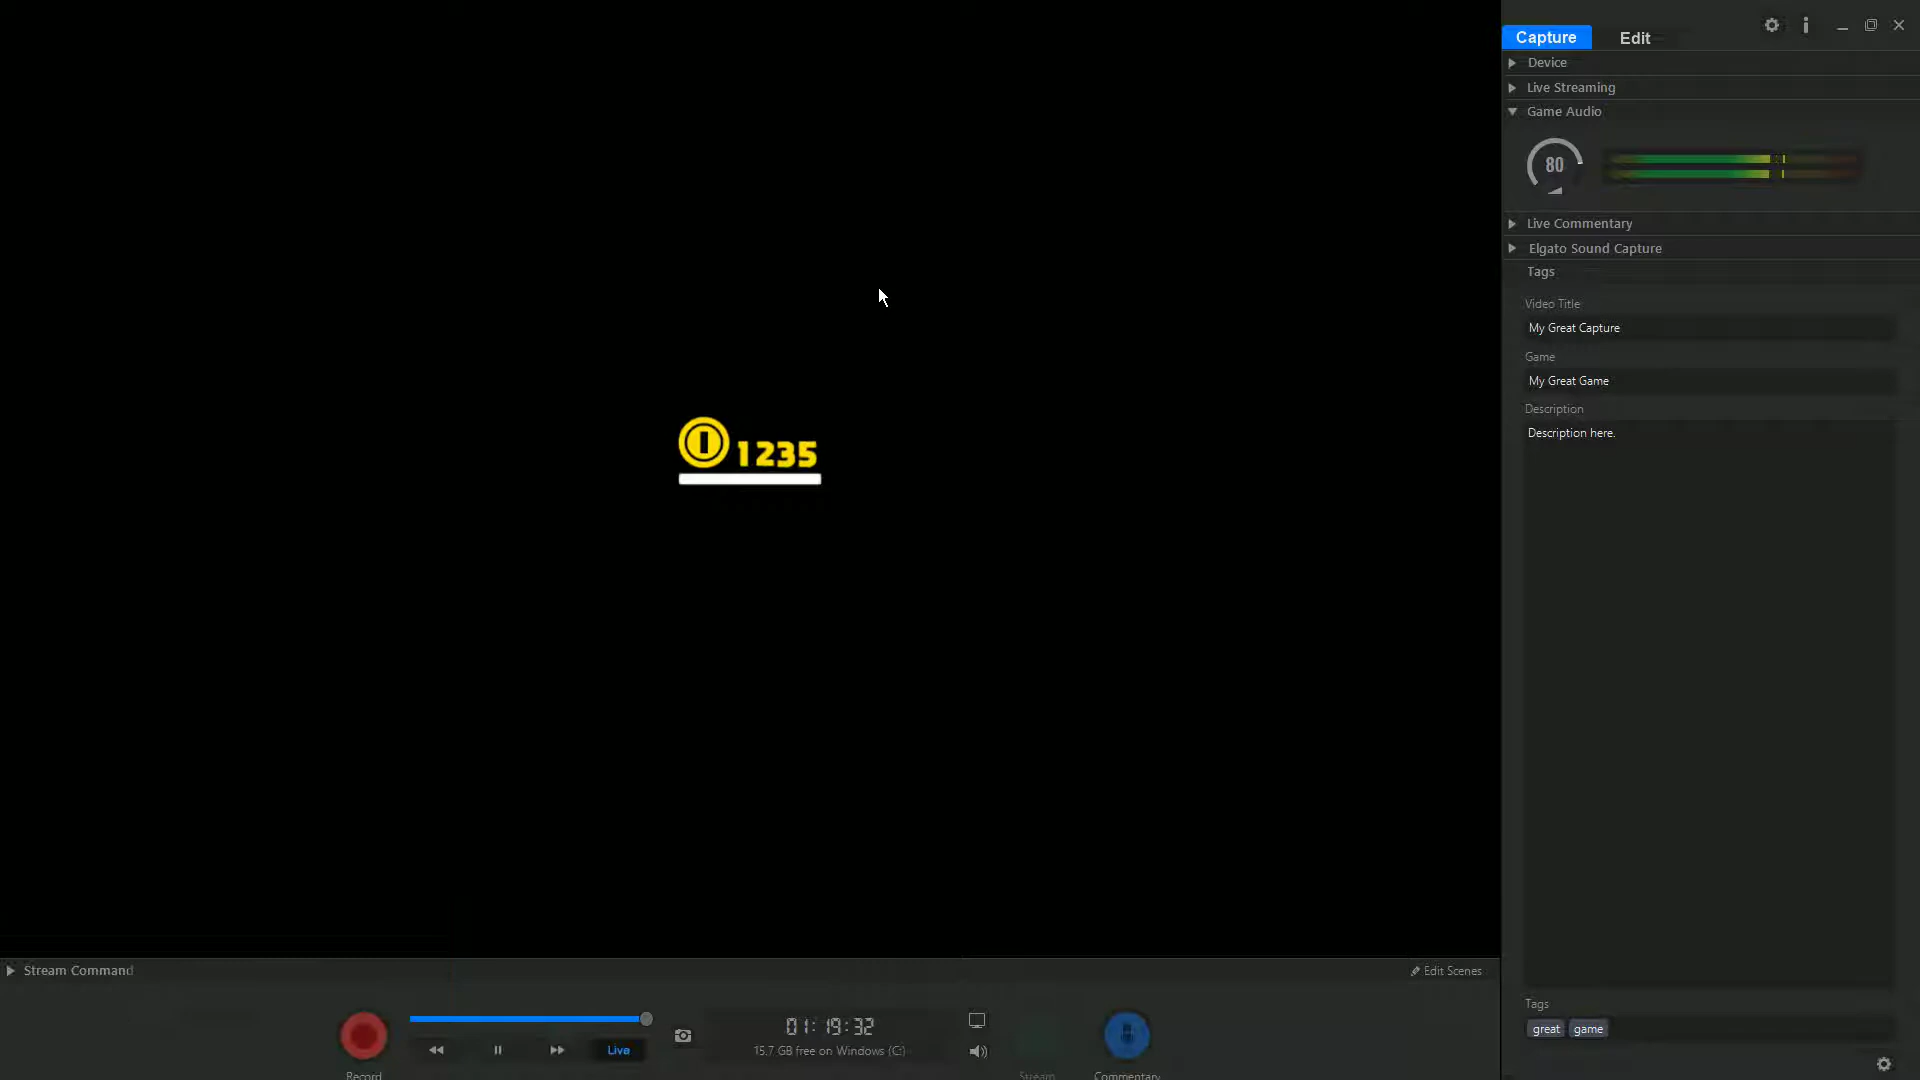 Capture Edit
Device
Live Streaming
Game Audio
80
Live Commentary
Elgato Sound Capture
Tags
Video Title
My Great Capture
Game
My Great Game
Description
Description here.
1235
Stream Command
Edit Scenes
Tags
great game
01:19:32
Live
15.7 GB free on Windows (C:)
Record
Stream
Commentary